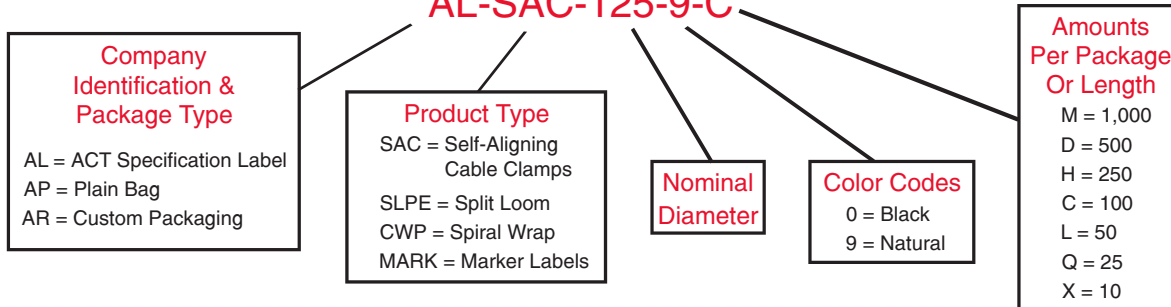 AL-SAC-125-9-C
Company
Identification &
Package Type
AL = ACT Specification Label
AP = Plain Bag
AR = Custom Packaging
Product Type
SAC = Self-Aligning
Cable Clamps
SLPE = Split Loom
CWP = Spiral Wrap
MARK = Marker Labels
Nominal
Diameter
Color Codes
0 = Black
9 = Natural
Amounts
Per Package
Or Length
M = 1,000
D = 500
H = 250
C = 100
L = 50
Q = 25
X = 10